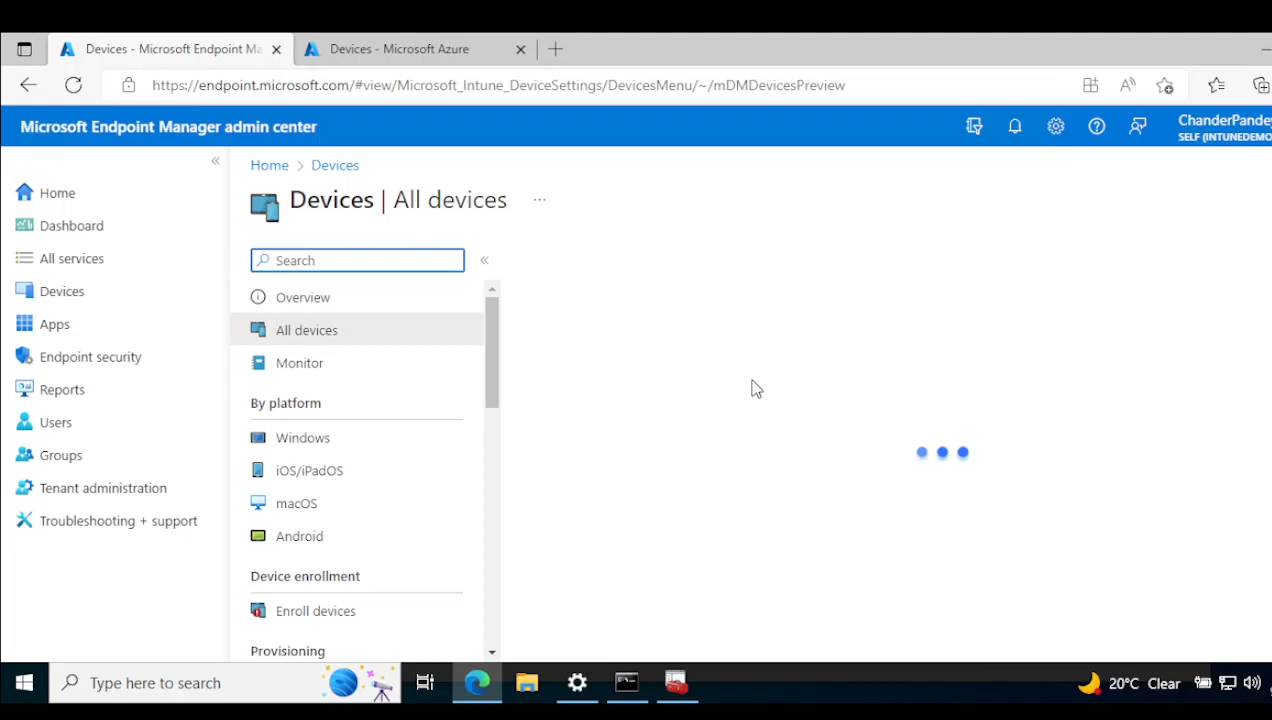 Devices - Microsoft Endpoint Ma
Devices - Microsoft Azure
https://endpoint.microsoft.com/#view/Microsoft_Intune_DeviceSettings/DevicesMenu/~/mDMDevicesPreview
Microsoft Endpoint Manager admin center
ChanderPandey
SELF (INTUNEDEMO
Home > Devices
Devices | All devices
Search
Home
Dashboard
All services
Devices
Apps
Endpoint security
Reports
Users
Groups
Tenant administration
Troubleshooting + support
Overview
All devices
Monitor
By platform
Windows
iOS/iPadOS
macOS
Android
Device enrollment
Enroll devices
Provisioning
Type here to search
20°C Clear